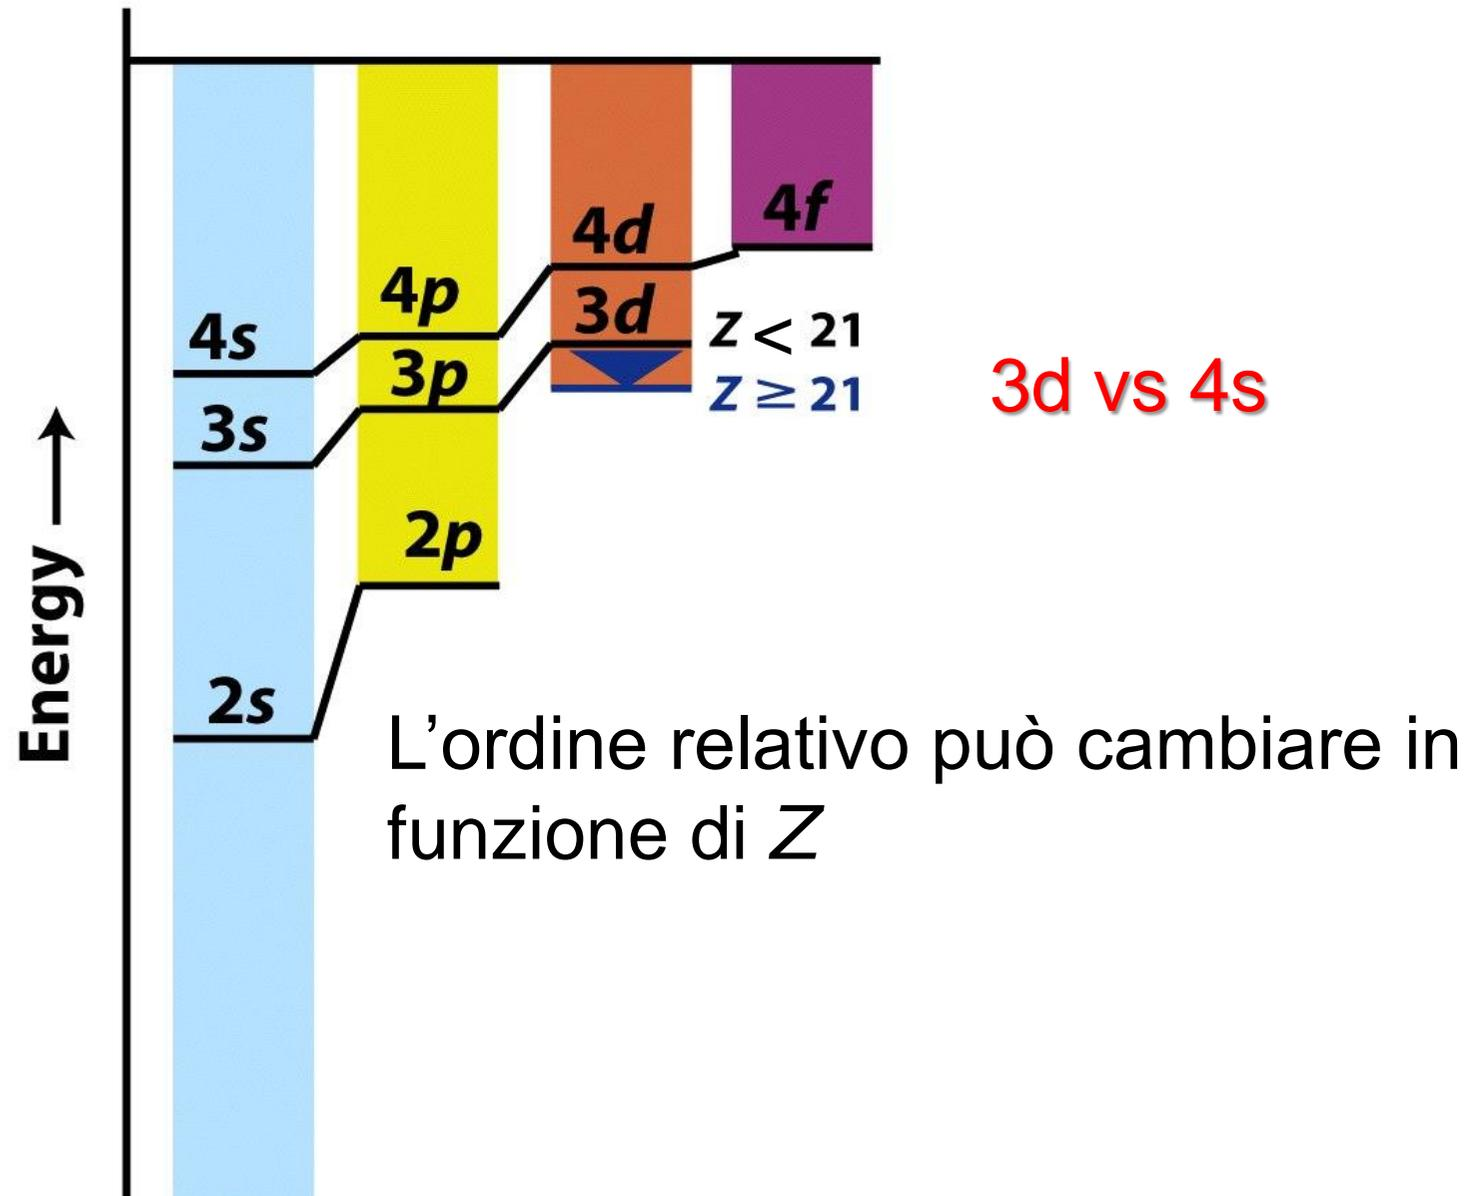 4f
4d
4p
3d
4s
Z < 21
3p
Z ≥ 21
3d vs 4s
3s
2p
Energy →
2s
L’ordine relativo può cambiare in
funzione di Z